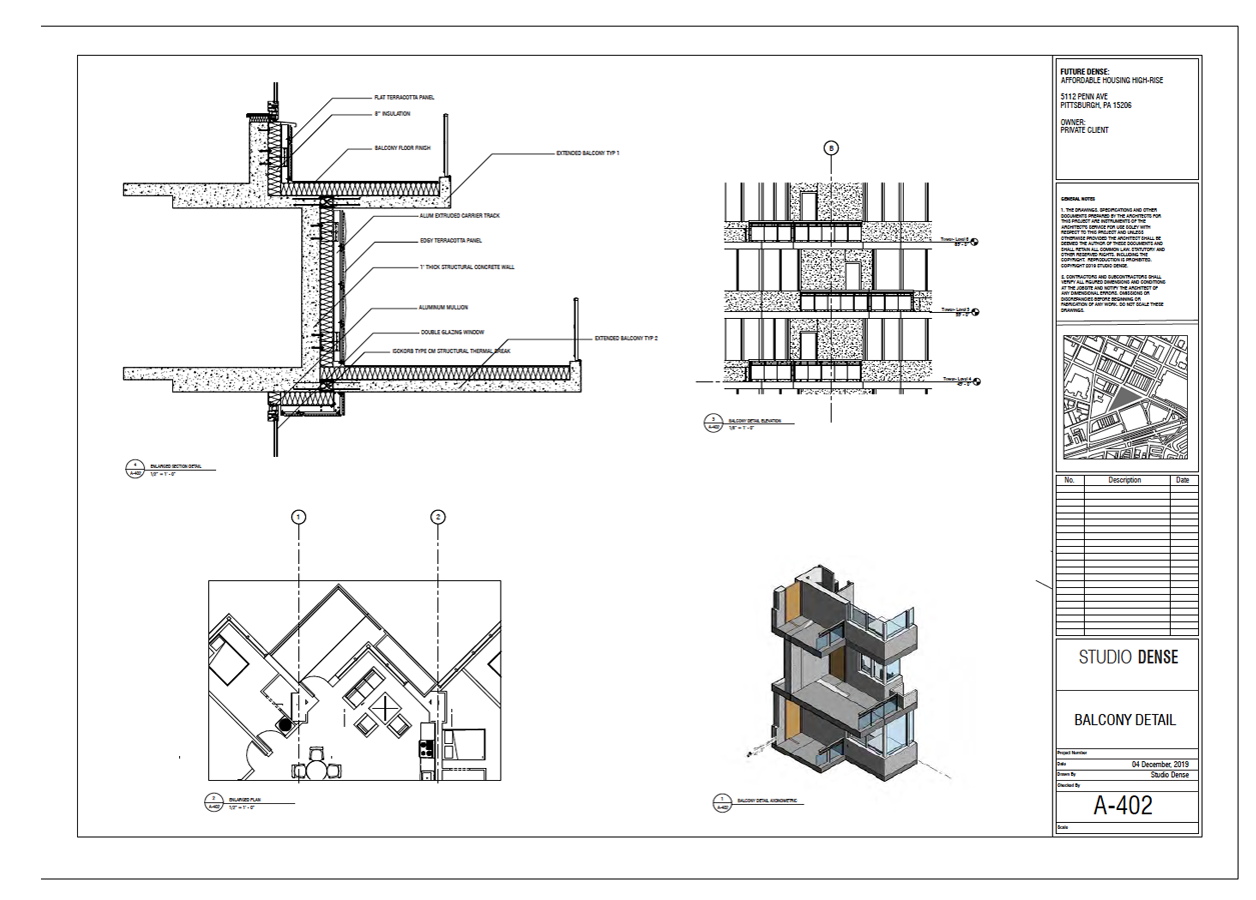 FLAT TERRACOTTA PANEL
8" INSULATION
BALCONY FLOOR FINISH
EXTENDED BALCONY TYP 1
ALUM EXTRUDED CARRIER TRACK
EDGY TERRACOTTA PANEL
1' THICK STRUCTURAL CONCRETE WALL
ALUMINUM MULLION
DOUBLE GLAZING WINDOW
EXTENDED BALCONY TYP 2
ISOKORB TYPE CM STRUCTURAL THERMAL BREAK
4
A-402
ENLARGED SECTION DETAIL
1/2" = 1' - 0"
B
Tower- Level 5
Tower- Level 4
3
A-402
BALCONY DETAIL ELEVATION
1/8" = 1' - 0"
1
2
2
A-402
ENLARGED PLAN
1/2" = 1' - 0"
1
A-402
BALCONY DETAIL AXONOMETRIC
FUTURE DENSE:
AFFORDABLE HOUSING HIGH-RISE
5112 PENN AVE
PITTSBURGH, PA 15206
OWNER:
PRIVATE CLIENT
GENERAL NOTES
1. THE DRAWINGS, SPECIFICATIONS AND OTHER
DOCUMENTS PREPARED BY THE ARCHITECTS FOR
THIS PROJECT ARE INSTRUMENTS OF THE
ARCHITECTS SERVICE FOR USE SOLEY WITH
RESPECT TO THIS PROJECT AND UNLESS
OTHERWISE PROVIDED THE ARCHITECT SHALL BE
DEEMED THE AUTHOR OF THESE DOCUMENTS AND
SHALL RETAIN ALL COMMON LAW, STATUTORY AND
OTHER RESERVED RIGHTS, INCLUDING THE
COPYRIGHT. REPRODUCTION IS PROHIBITED.
COPYRIGHT 2019 STUDIO DENSE.
2. CONTRACTORS AND SUBCONTRACTORS SHALL
VERIFY ALL FIGURED DIMENSIONS AND CONDITIONS
AT THE JOBSITE AND NOTIFY THE ARCHITECT OF
ANY DIMENSIONAL ERRORS, OMISSIONS OR
DISCREPANCIES BEFORE BEGINNING OR
FABRICATION OF ANY WORK. DO NOT SCALE THESE
DRAWINGS.
No. Description Date
STUDIO DENSE
BALCONY DETAIL
Project Number
Date 04 December, 2019
Drawn By Studio Dense
Checked By
A-402
Scale